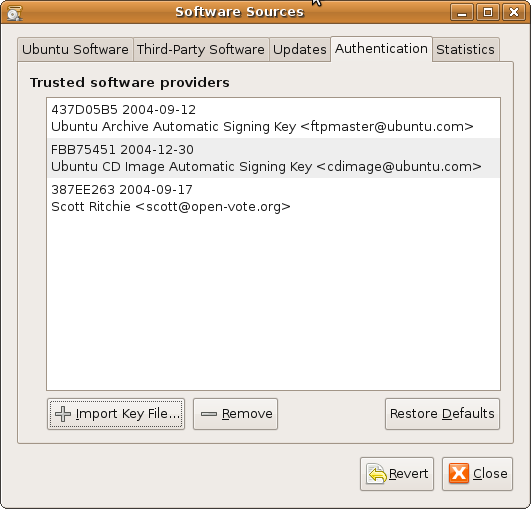 Software Sources
Ubuntu Software
Third-Party Software
Updates
Authentication
Statistics
Trusted software providers
437D05B5 2004-09-12
Ubuntu Archive Automatic Signing Key <ftpmaster@ubuntu.com>
FBB75451 2004-12-30
Ubuntu CD Image Automatic Signing Key <cdimage@ubuntu.com>
387EE263 2004-09-17
Scott Ritchie <scott@open-vote.org>
Import Key File...
Remove
Restore Defaults
Revert
Close